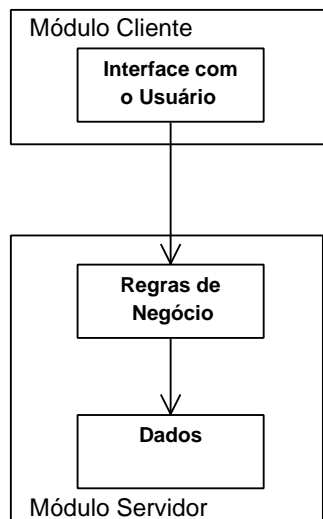 Módulo Cliente
Interface com
o Usuário
Regras de
Negócio
Dados
Módulo Servidor